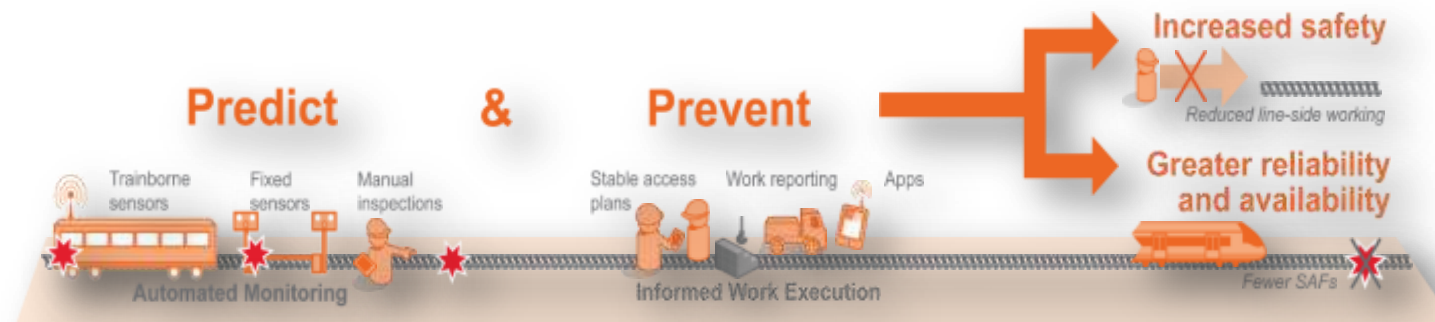 Increased safety
Predict & Prevent
Reduced line-side working
Greater reliability
and availability
Trainborne
sensors
Fixed
sensors
Manual
inspections
Stable access
plans
Work reporting
Apps
Fewer SAFs
Automated Monitoring
Informed Work Execution